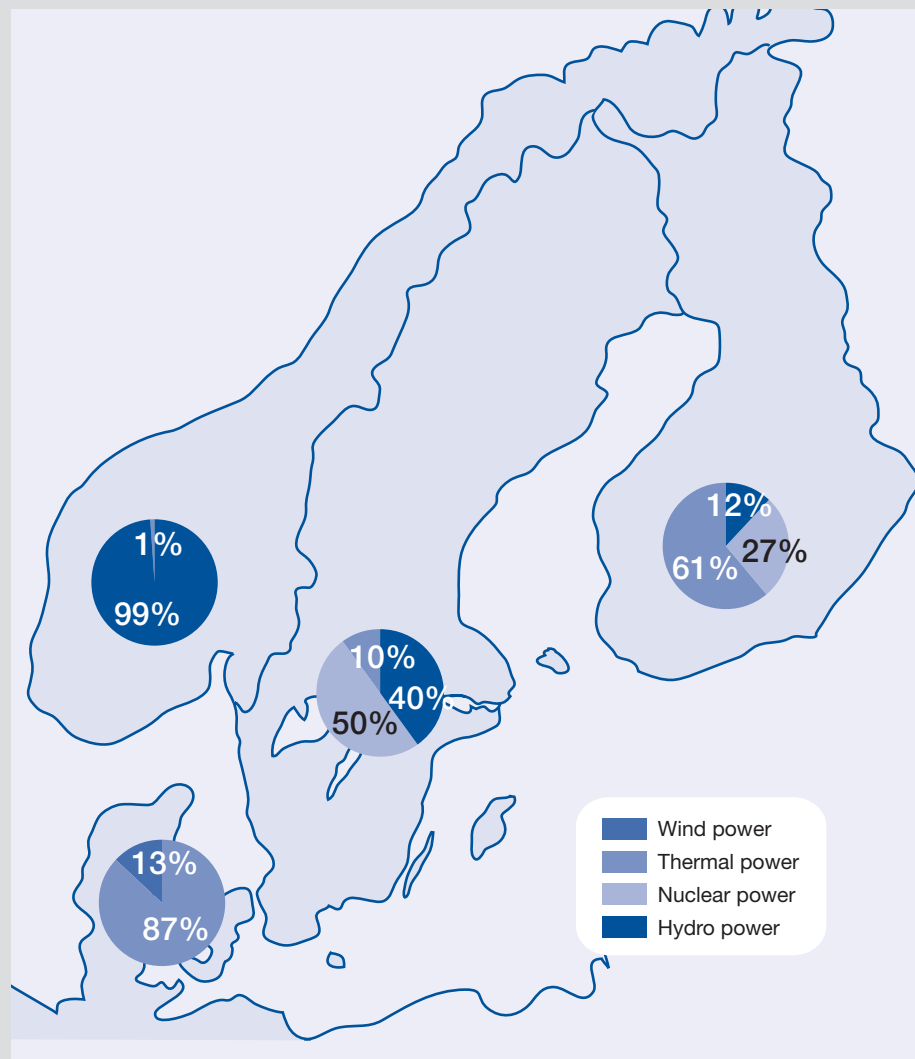 12%
27%
61%
1%
99%
10%
40%
50%
13%
87%
Wind power
Thermal power
Nuclear power
Hydro power